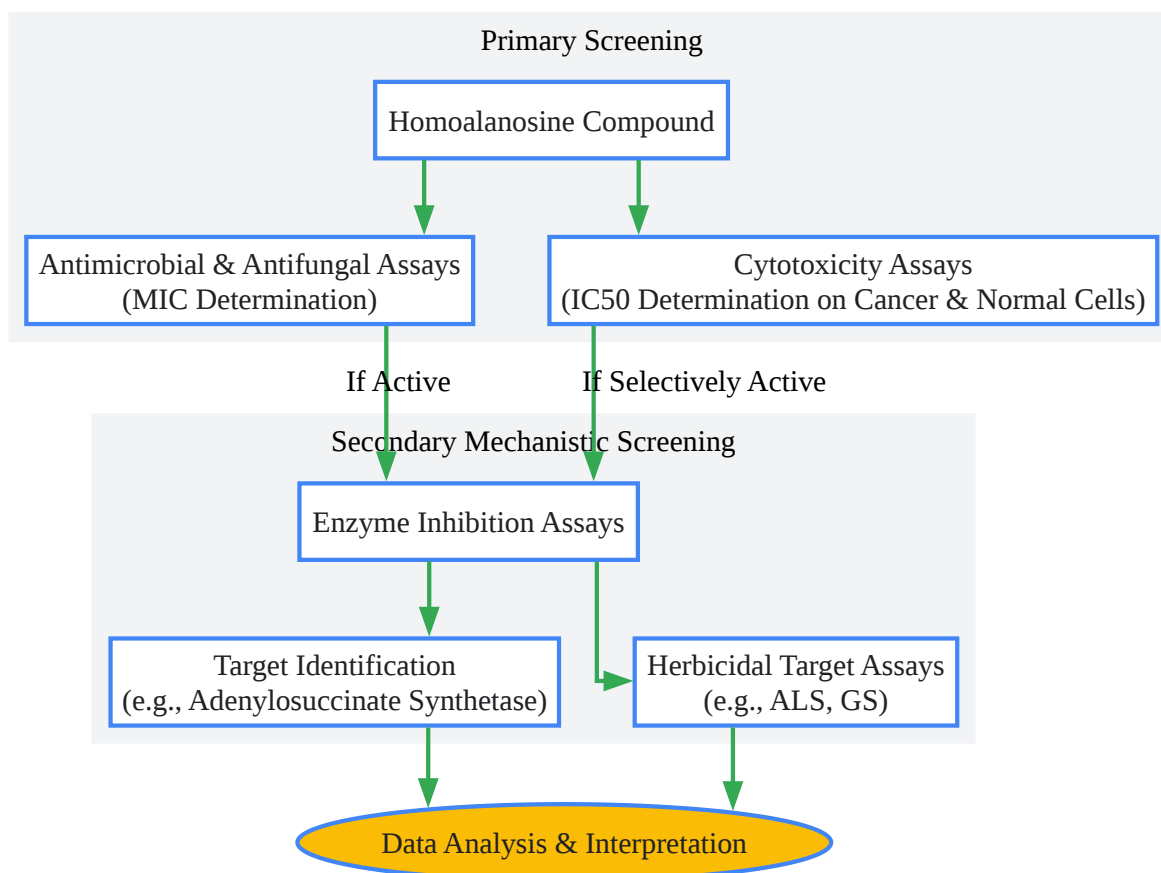 Primary Screening
Homoalanosine Compound
Antimicrobial & Antifungal Assays
(MIC Determination)
Cytotoxicity Assays
(IC50 Determination on Cancer & Normal Cells)
If Active
If Selectively Active
Secondary Mechanistic Screening
Enzyme Inhibition Assays
Target Identification
(e.g., Adenylosuccinate Synthetase)
Herbicidal Target Assays
(e.g., ALS, GS)
Data Analysis & Interpretation